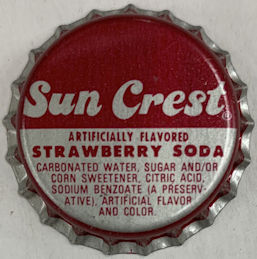 Sun Crest
ARTIFICIALLY FLAVORED
STRAWBERRY SODA
CARBONATED WATER, SUGAR AND/OR
CORN SWEETENER, CITRIC ACID,
SODIUM BENZOATE (A PRESERV-
ATIVE), ARTIFICIAL FLAVOR
AND COLOR.